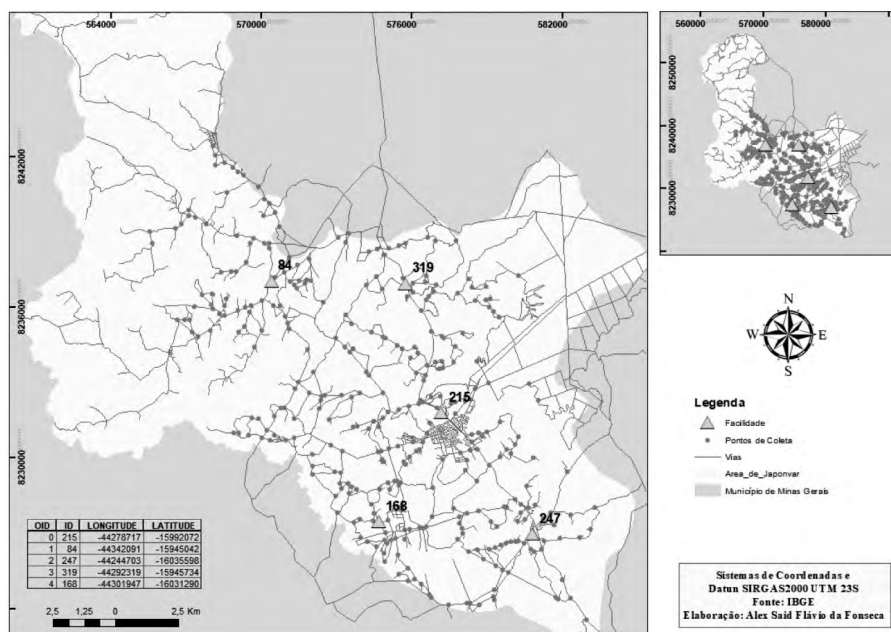 564000 570000 576000 582000
8242000
8236000
8230000
84
319
215
168
247
OID ID LONGITUDE LATITUDE
0 215 -44278717 -15992072
1 84 -44342091 -15945042
2 247 -44244703 -16035598
3 319 -44292319 -15945734
4 168 -44301947 -16031290
2,5 1,25 0 2,5 Km
560000 570000 580000
8250000
8240000
8230000
N
W E
S
Legenda
Facilidade
Pontos de Coleta
Vias
Area_de_Japonvar
Município de Minas Gerais
Sistemas de Coordenadas e
Datun SIRGAS2000 UTM 23S
Fonte: IBGE
Elaboração: Alex Said Flávio da Fonseca